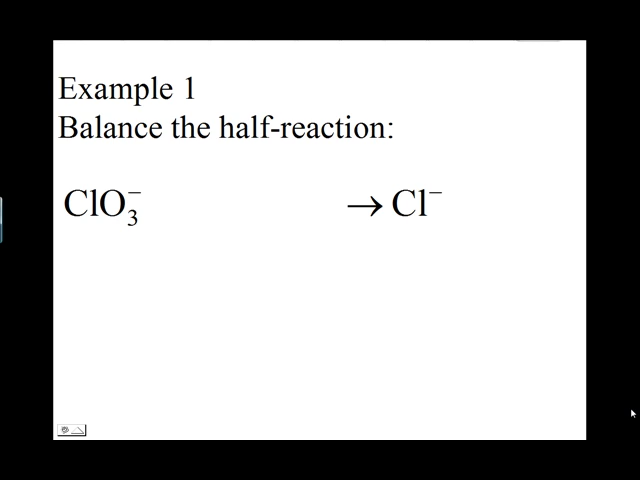 Example 1
Balance the half-reaction:
ClO₃⁻ → Cl⁻